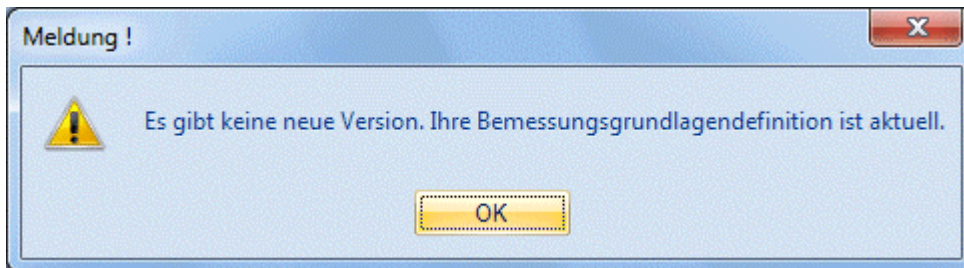 Meldung !
Es gibt keine neue Version. Ihre Bemessungsgrundlagendefinition ist aktuell.
OK